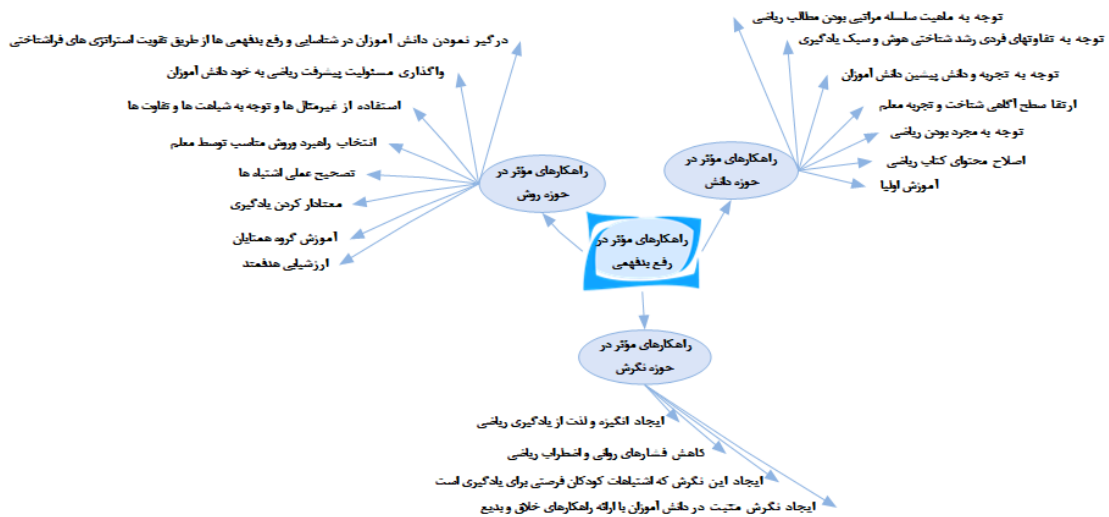 راهکارهای مؤثر در
رفع بدفهمی
راهکارهای مؤثر در
حوزه دانش
توجه به ماهیت سلسله مراتبی بودن مطالب ریاضی
توجه به تفاوتهای فردی رشد شناختی هوش و سبک یادگیری
توجه به تجربه و دانش پیشین دانش آموزان
ارتقا سطح آگاهی شناخت و تجربه معلم
توجه به مجرد بودن ریاضی
اصلاح محتوای کتاب ریاضی
آموزش اولیا
راهکارهای مؤثر در
حوزه روش
درگیر نمودن دانش آموزان در شناسایی و رفع بدفهمی ها از طریق تقویت استراتژی های فراشناختی
واگذاری مسئولیت پیشرفت ریاضی به خود دانش آموزان
استفاده از غیرمثال ها و توجه به شباهت ها و تفاوت ها
انتخاب راهبرد وروش مناسب توسط معلم
تصحیح عملی اشتباه ها
معنادار کردن یادگیری
آموزش گروه همتایان
ارزشیابی هدفمند
راهکارهای مؤثر در
حوزه نگرش
ایجاد انگیزه و لذت از یادگیری ریاضی
کاهش فشارهای روانی و اضطراب ریاضی
ایجاد این نگرش که اشتباهات کودکان فرصتی برای یادگیری است
ایجاد نگرش مثبت در دانش آموزان با ارائه راهکارهای خلاق و بدیع